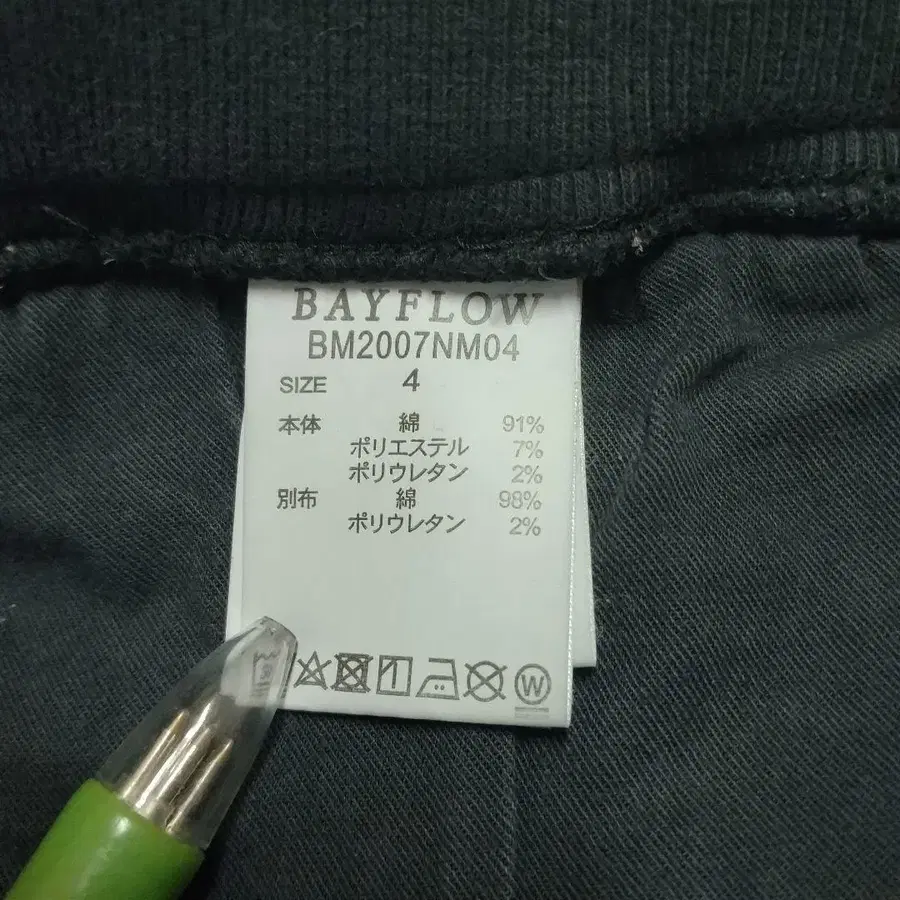 BAYFLOW
BM2007NM04
SIZE 4
本体 綿 91%
ポリエステル 7%
ポリウレタン 2%
別布 綿 98%
ポリウレタン 2%
W